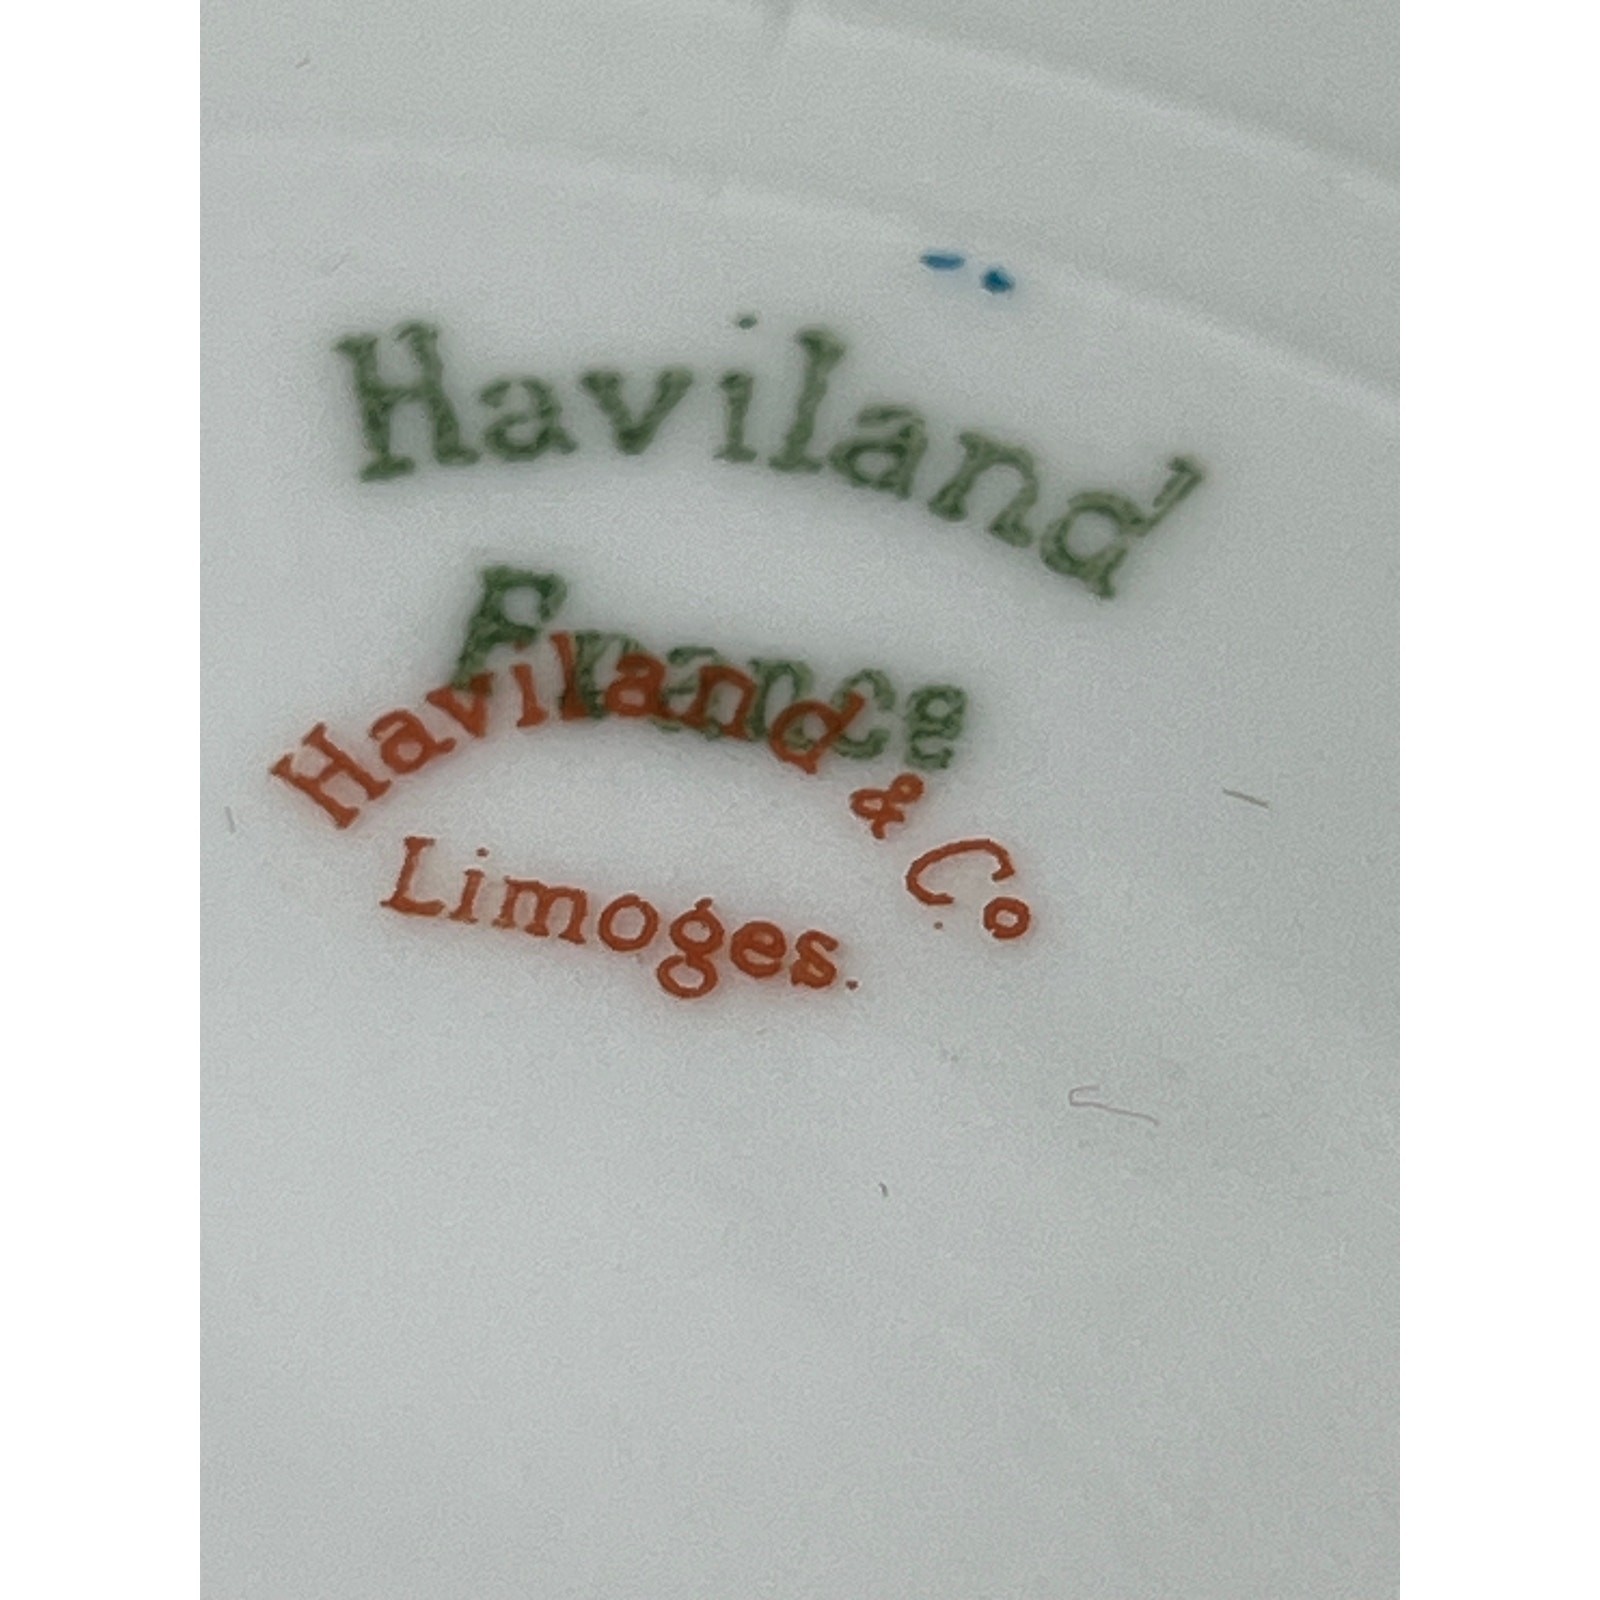 Haviland
France
Haviland & Co
Limoges.